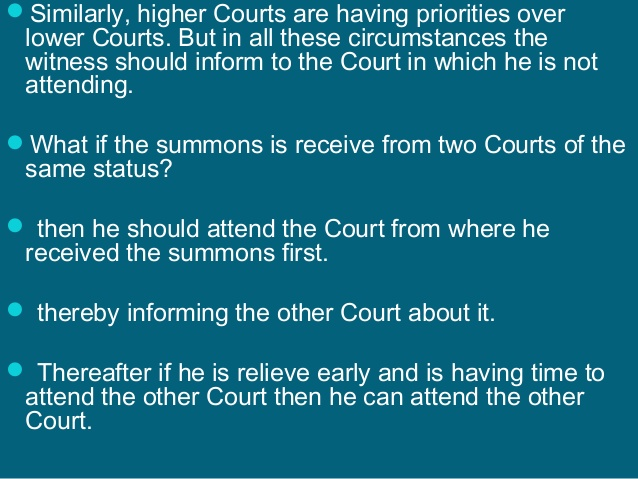 Similarly, higher Courts are having priorities over
lower Courts. But in all these circumstances the
witness should inform to the Court in which he is not
attending.
What if the summons is receive from two Courts of the
same status?
then he should attend the Court from where he
received the summons first.
thereby informing the other Court about it.
Thereafter if he is relieve early and is having time to
attend the other Court then he can attend the other
Court.